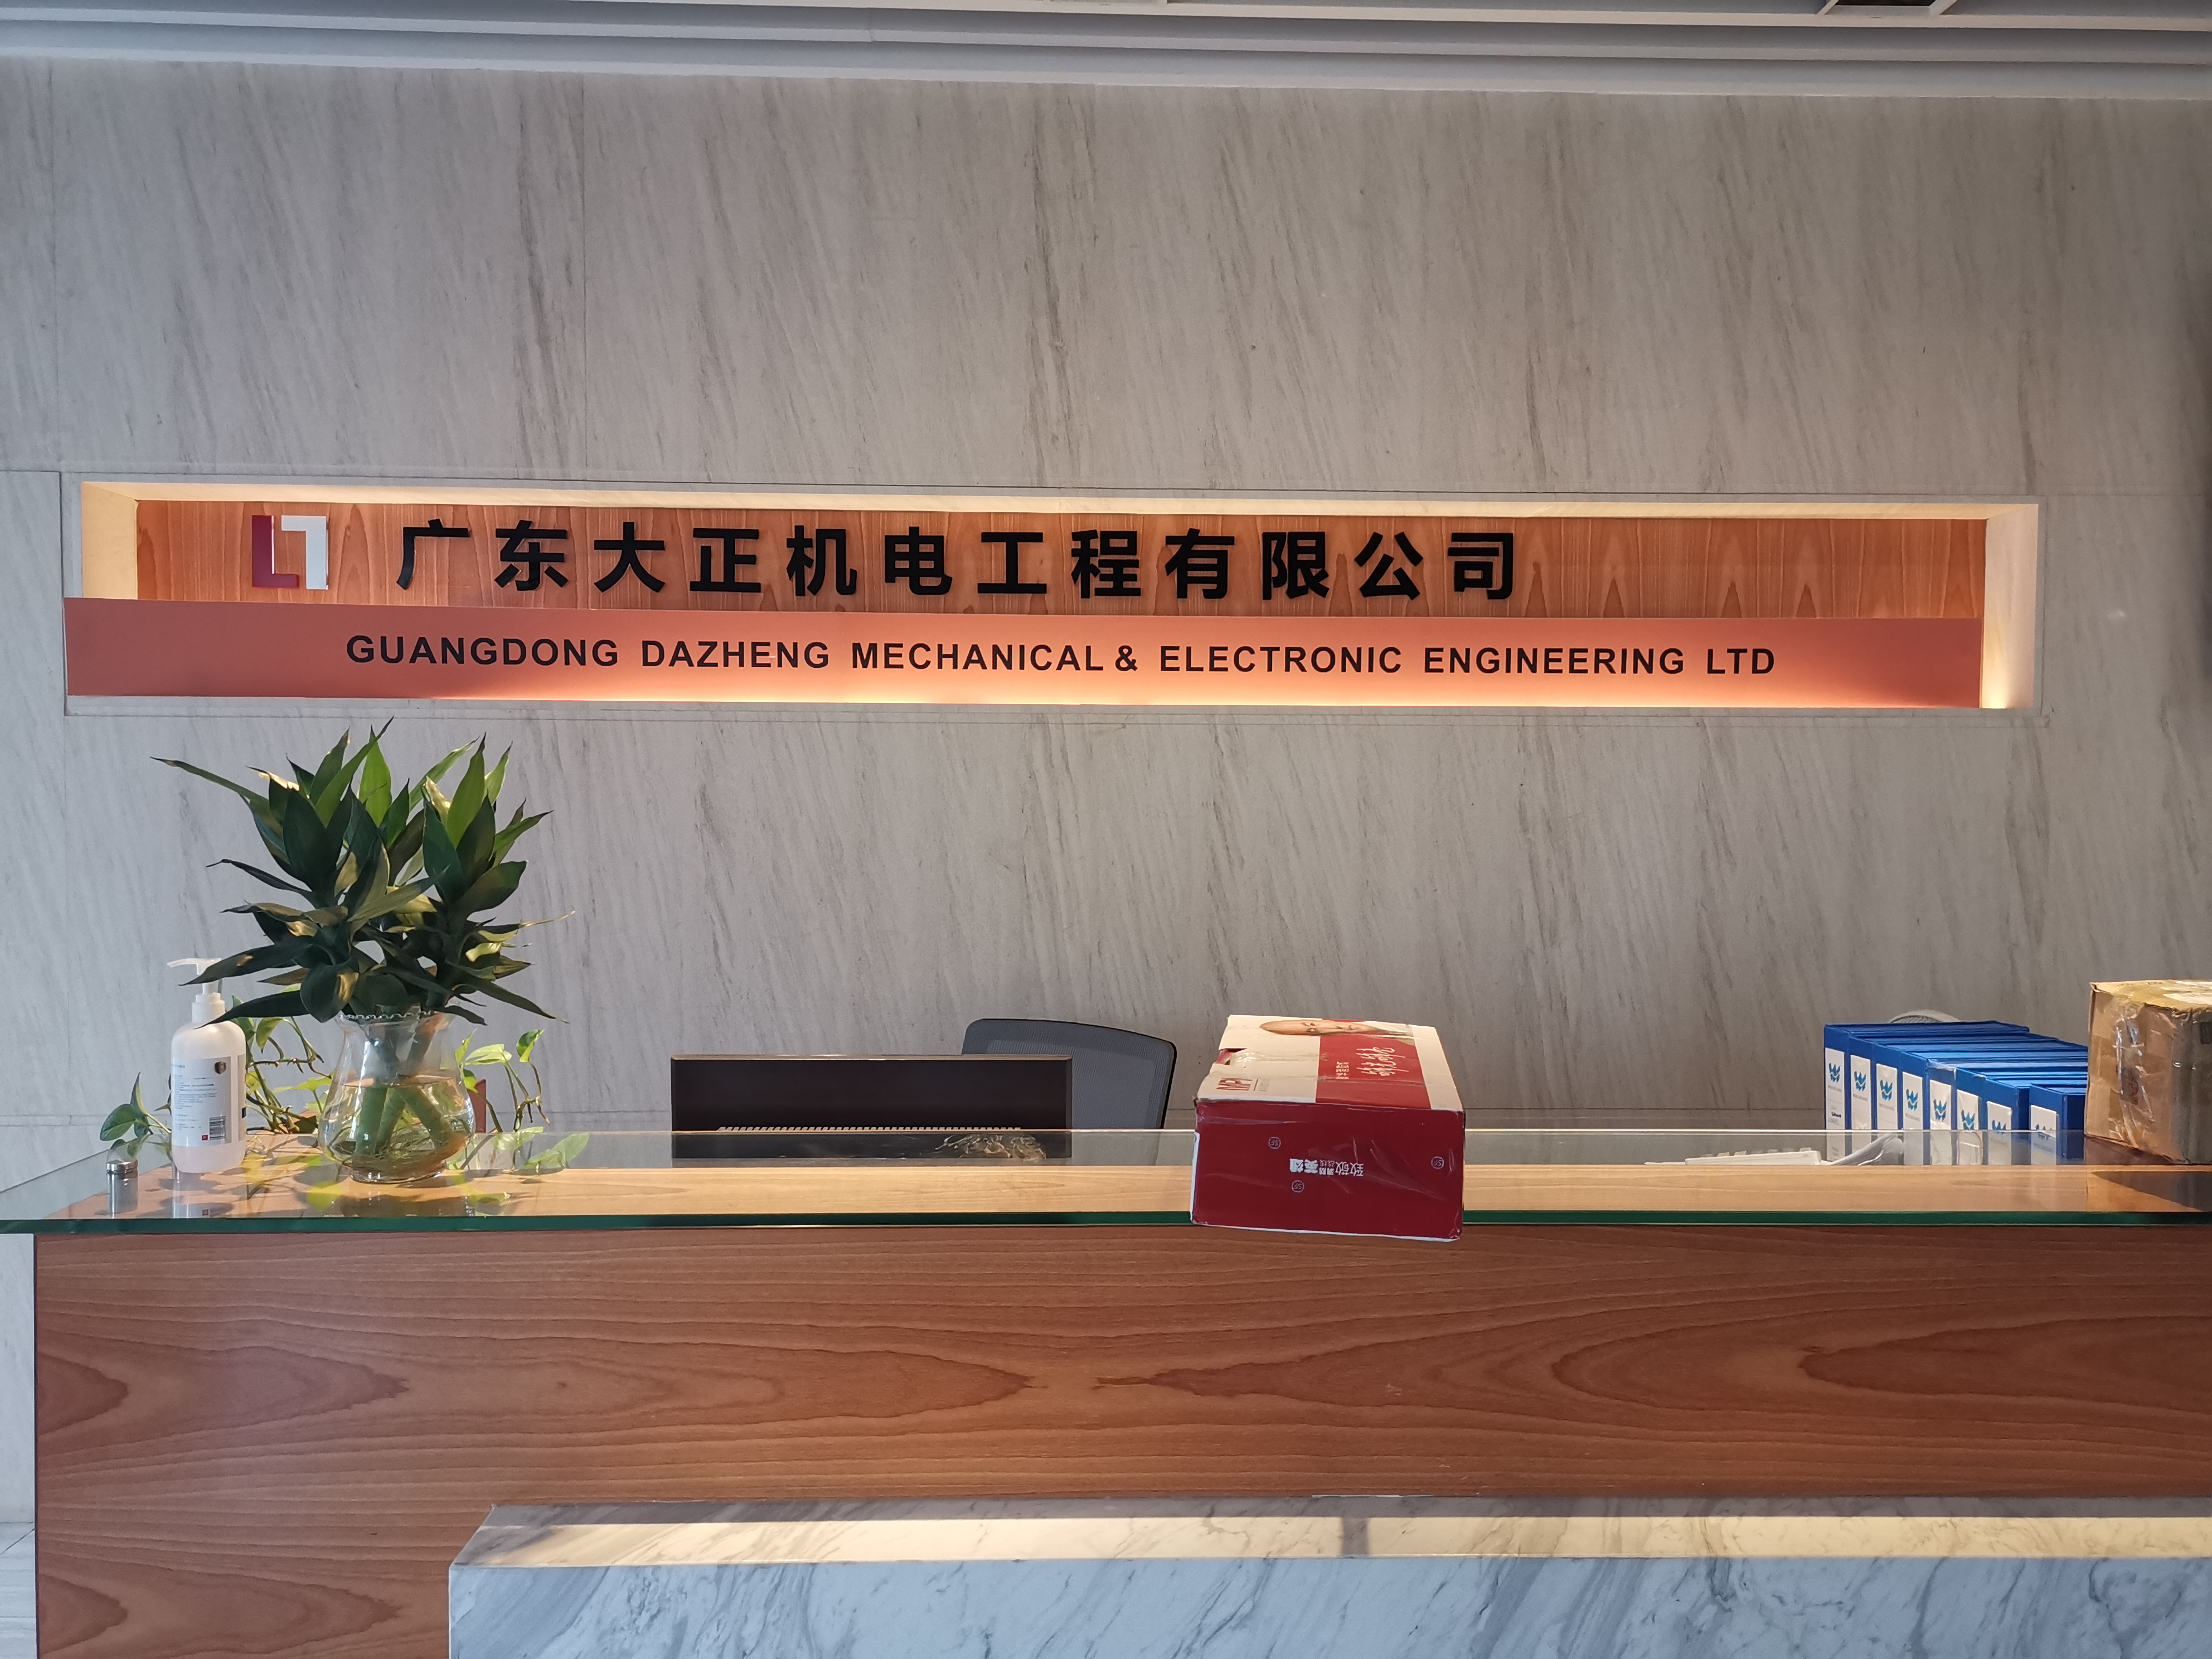 广东大正机电工程有限公司
GUANGDONG DAZHENG MECHANICAL & ELECTRONIC ENGINEERING LTD